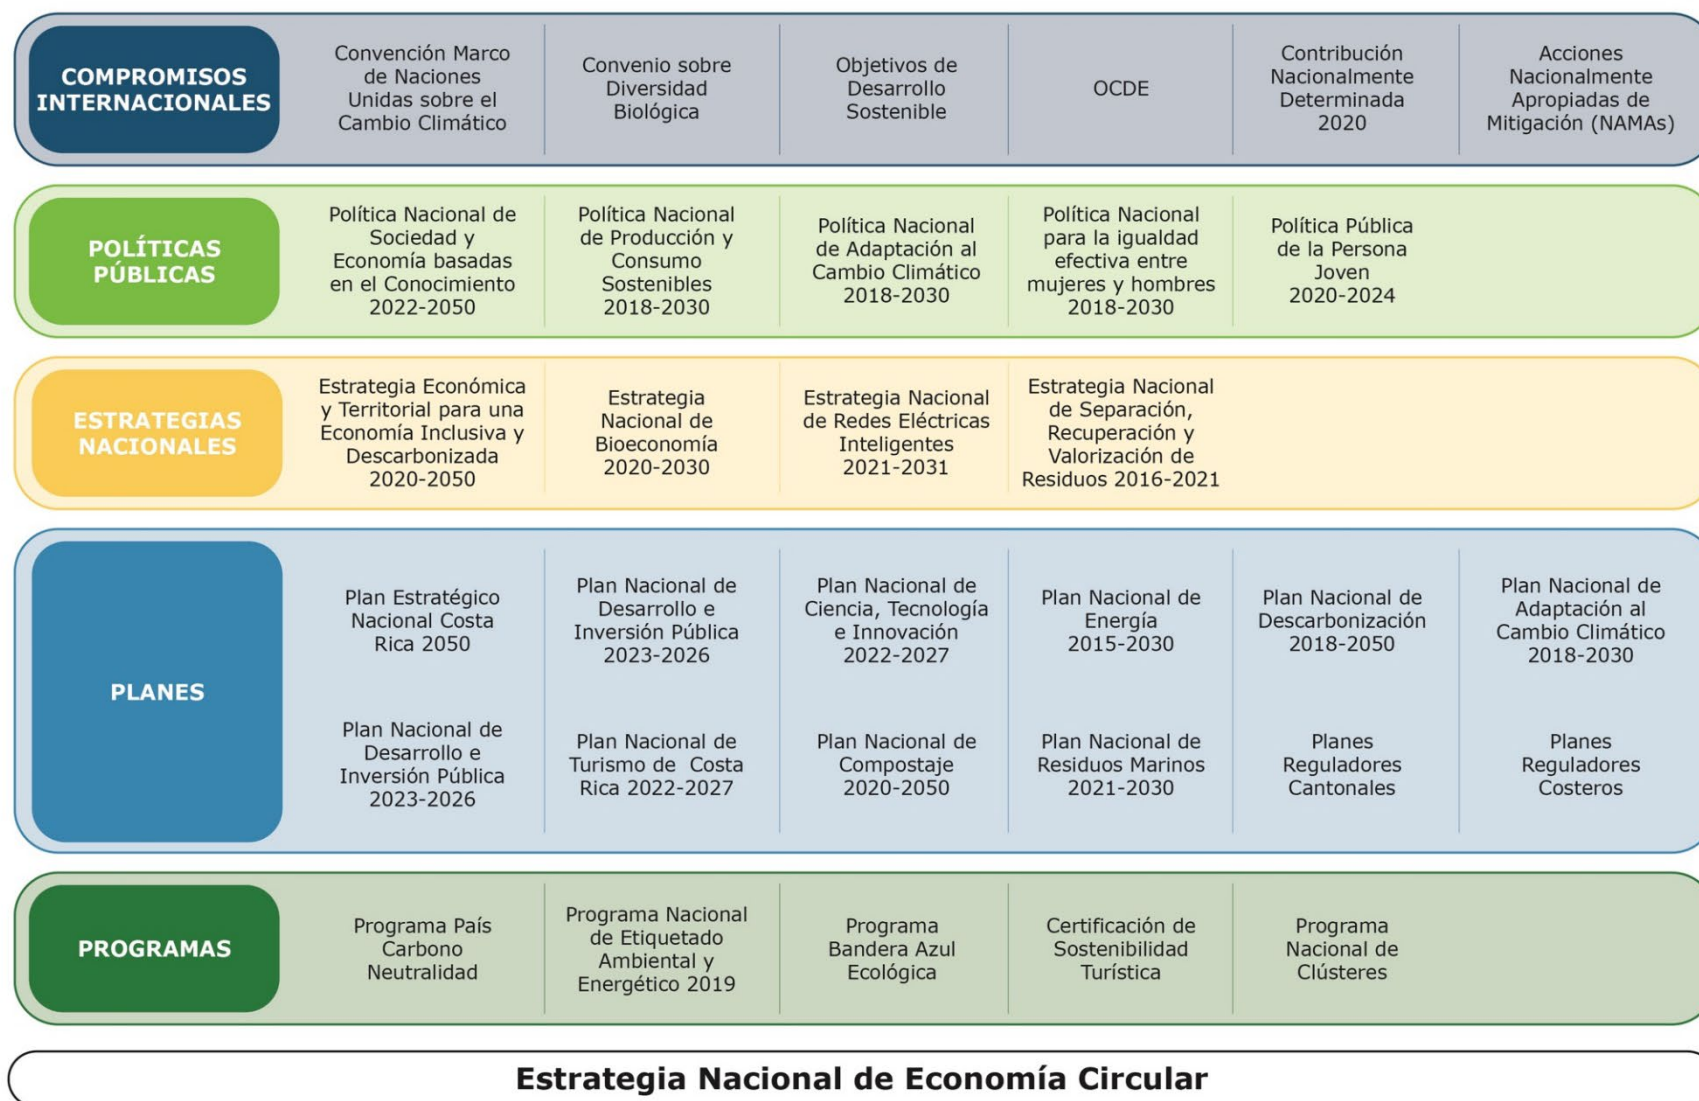 COMPROMISOS
INTERNACIONALES
Convención Marco
de Naciones
Unidas sobre el
Cambio Climático
Convenio sobre
Diversidad
Biológica
Objetivos de
Desarrollo
Sostenible
OCDE
Contribución
Nacionalmente
Determinada
2020
Acciones
Nacionalmente
Apropiadas de
Mitigación (NAMAs)
POLÍTICAS
PÚBLICAS
Política Nacional de
Sociedad y
Economía basadas
en el Conocimiento
2022-2050
Política Nacional
de Producción y
Consumo
Sostenibles
2018-2030
Política Nacional
de Adaptación al
Cambio Climático
2018-2030
Política Nacional
para la igualdad
efectiva entre
mujeres y hombres
2018-2030
Política Pública
de la Persona
Joven
2020-2024
ESTRATEGIAS
NACIONALES
Estrategia Económica
y Territorial para una
Economía Inclusiva y
Descarbonizada
2020-2050
Estrategia
Nacional de
Bioeconomía
2020-2030
Estrategia Nacional
de Redes Eléctricas
Inteligentes
2021-2031
Estrategia Nacional
de Separación,
Recuperación y
Valorización de
Residuos 2016-2021
PLANES
Plan Estratégico
Nacional Costa
Rica 2050
Plan Nacional de
Desarrollo e
Inversión Pública
2023-2026
Plan Nacional de
Ciencia, Tecnología
e Innovación
2022-2027
Plan Nacional de
Energía
2015-2030
Plan Nacional de
Descarbonización
2018-2050
Plan Nacional de
Adaptación al
Cambio Climático
2018-2030
Plan Nacional de
Desarrollo e
Inversión Pública
2023-2026
Plan Nacional de
Turismo de Costa
Rica 2022-2027
Plan Nacional de
Compostaje
2020-2050
Plan Nacional de
Residuos Marinos
2021-2030
Planes
Reguladores
Cantonales
Planes
Reguladores
Costeros
PROGRAMAS
Programa País
Carbono
Neutralidad
Programa Nacional
de Etiquetado
Ambiental y
Energético 2019
Programa
Bandera Azul
Ecológica
Certificación de
Sostenibilidad
Turística
Programa
Nacional de
Clústeres
Estrategia Nacional de Economía Circular